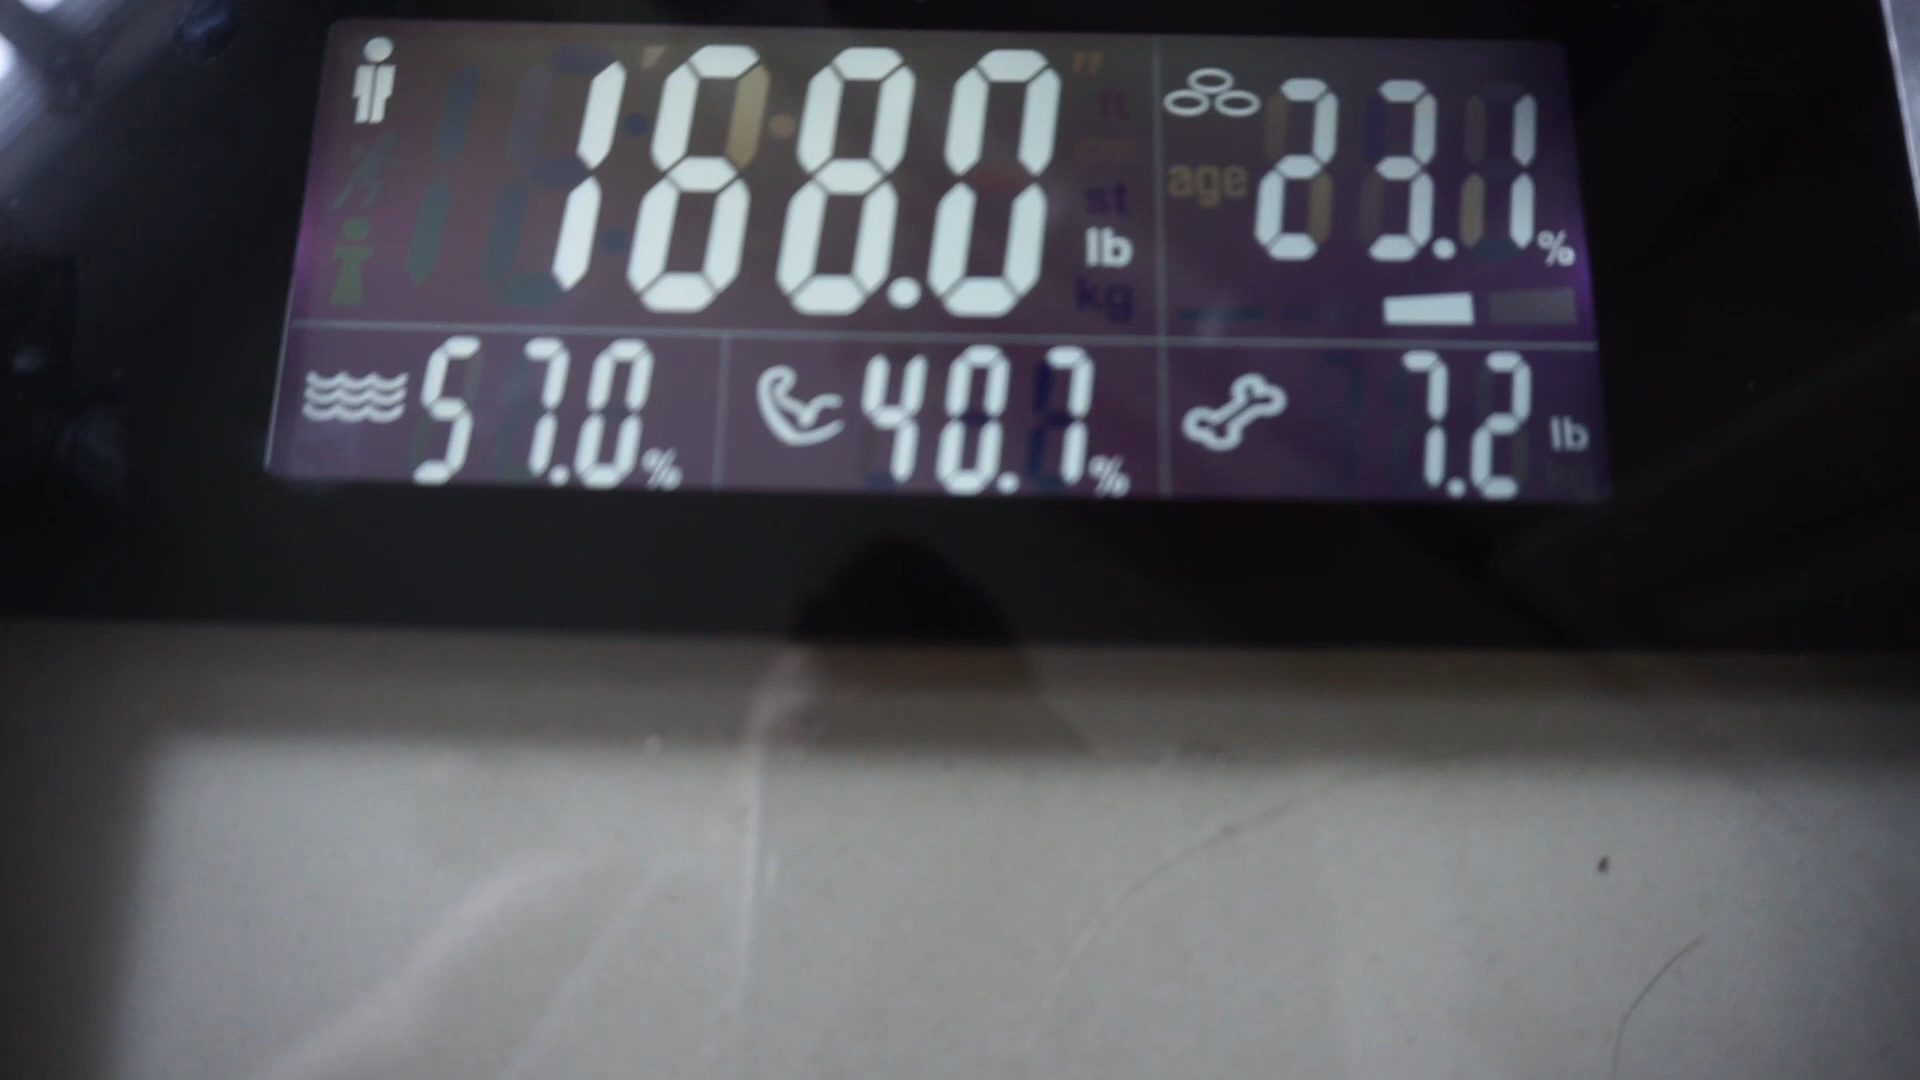 168.0
ft
cm
st
lb
kg
23.1 %
age
57.0 %
40.7 %
7.2 lb